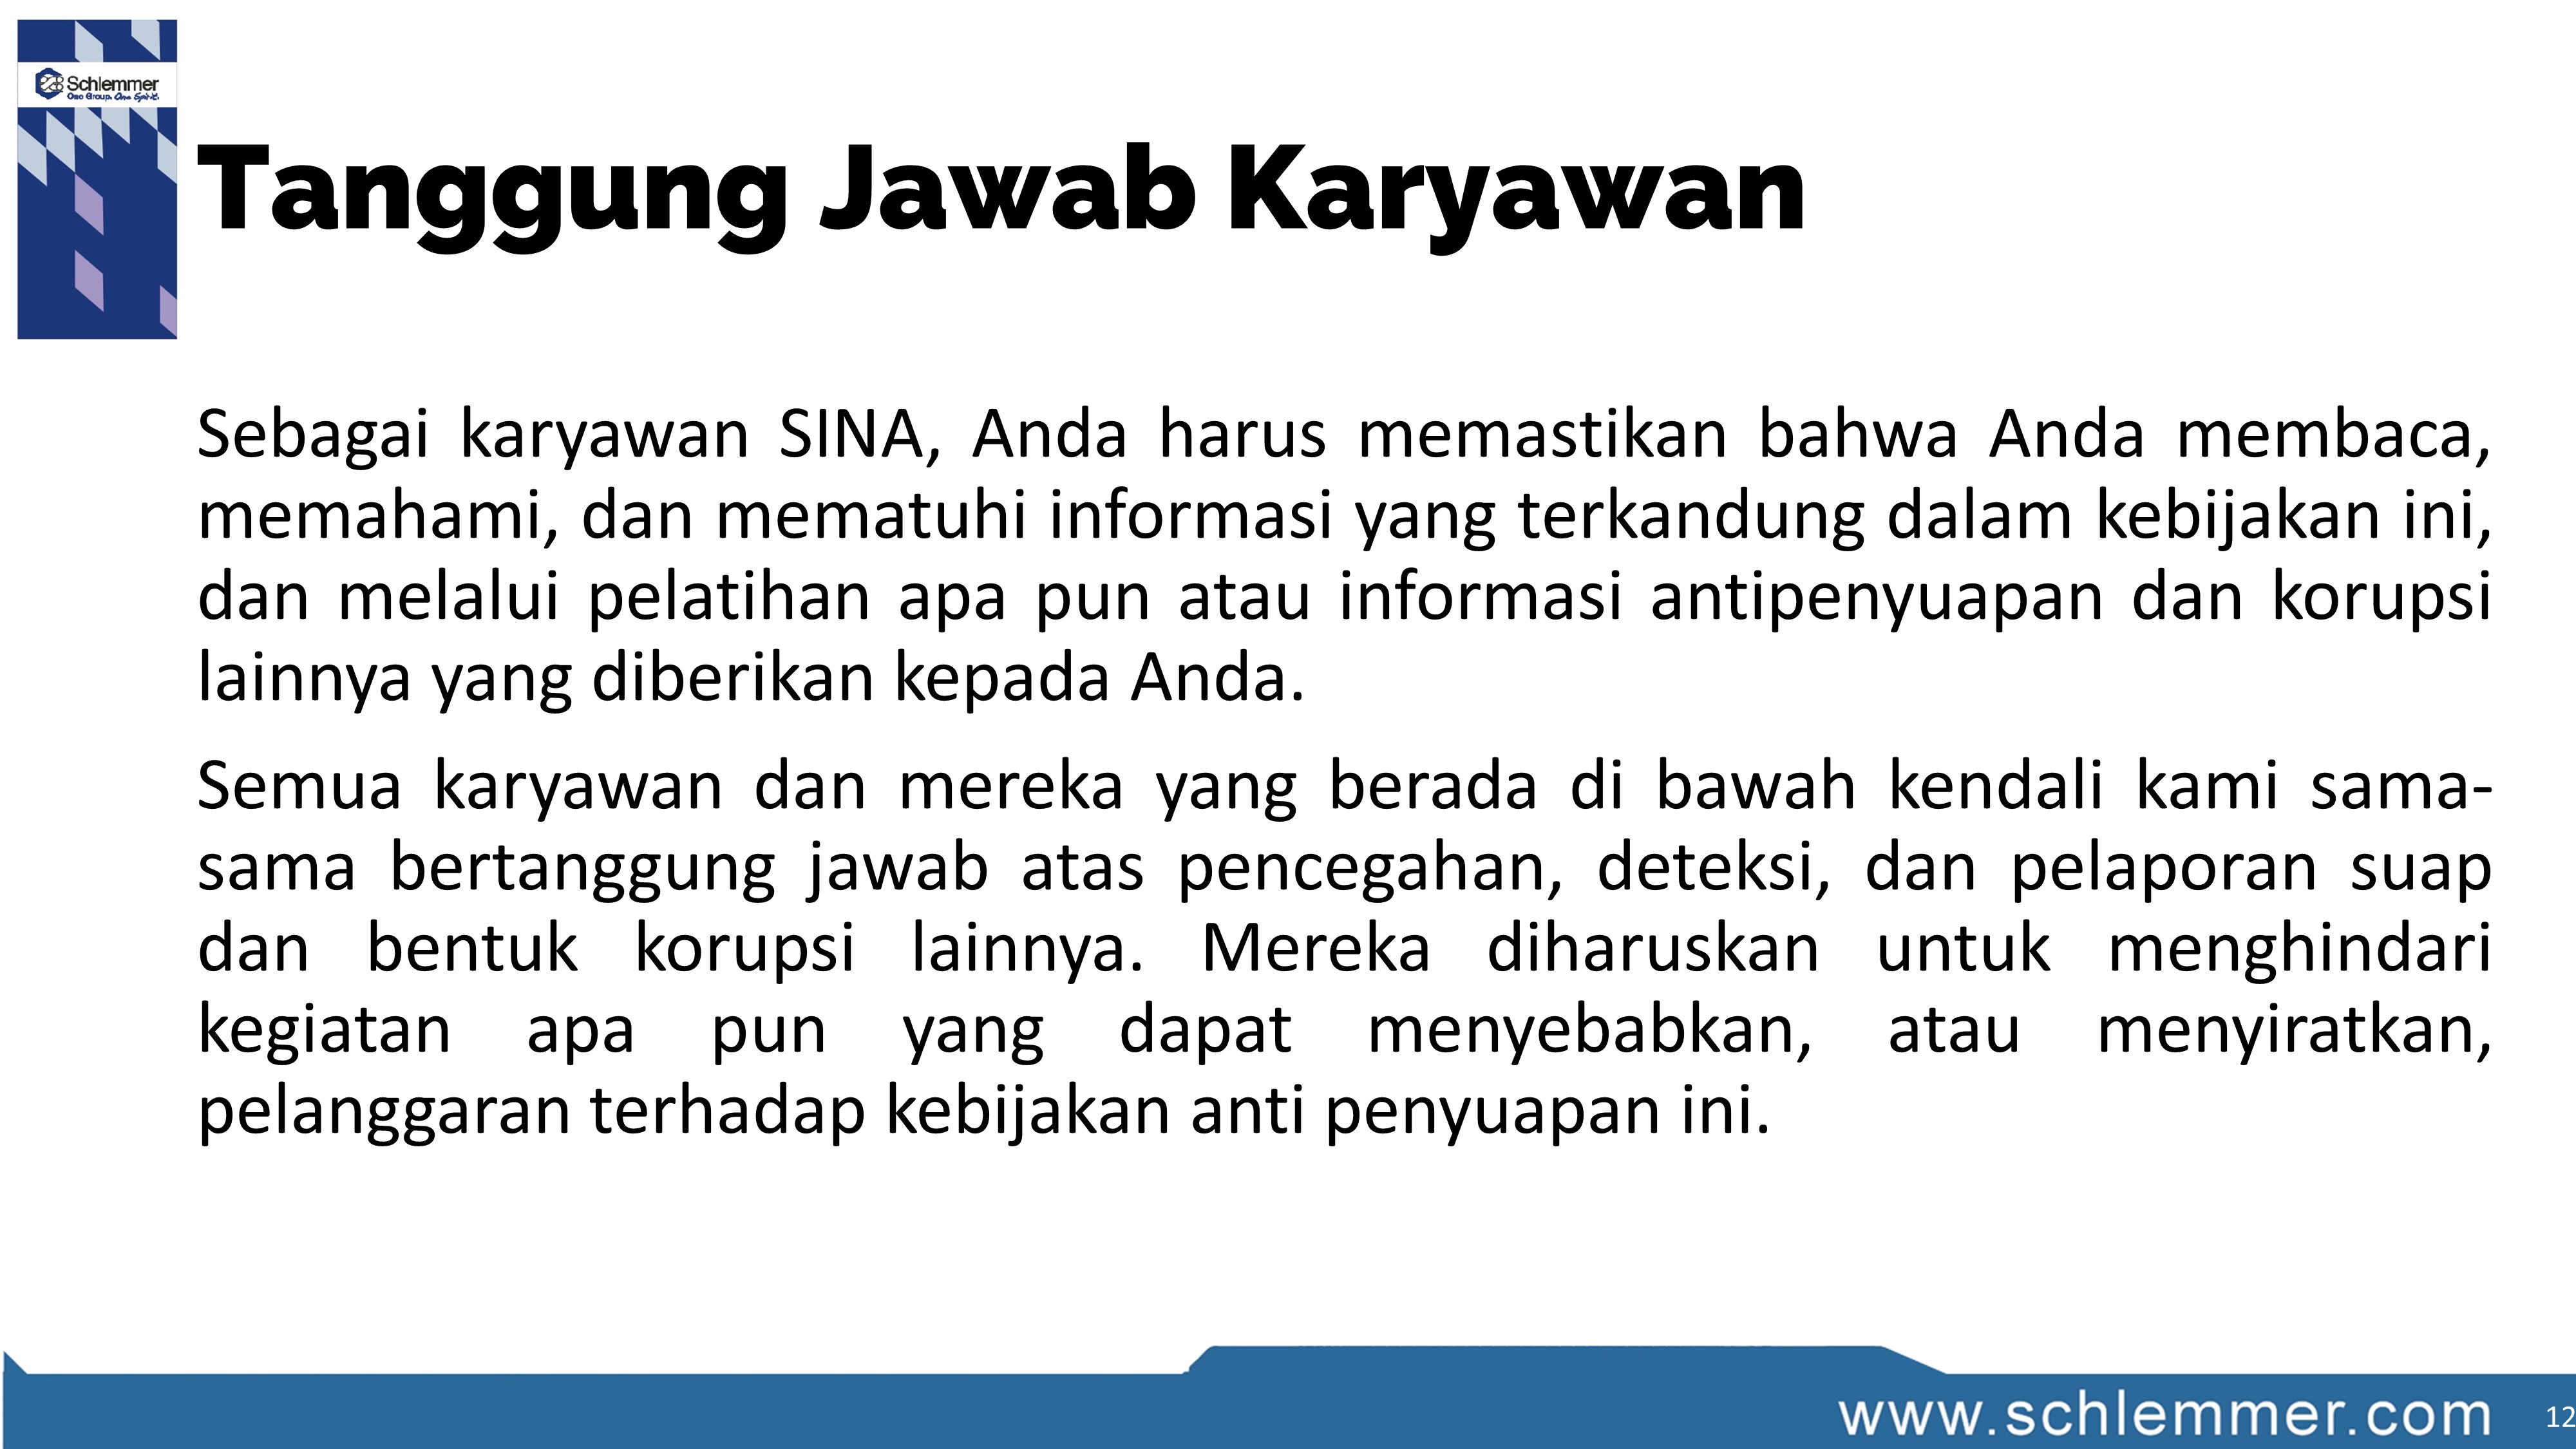 Schlemmer
One Group. One Spirit.
Tanggung Jawab Karyawan
Sebagai karyawan SINA, Anda harus memastikan bahwa Anda membaca,
memahami, dan mematuhi informasi yang terkandung dalam kebijakan ini,
dan melalui pelatihan apa pun atau informasi antipenyuapan dan korupsi
lainnya yang diberikan kepada Anda.
Semua karyawan dan mereka yang berada di bawah kendali kami sama-
sama bertanggung jawab atas pencegahan, deteksi, dan pelaporan suap
dan bentuk korupsi lainnya. Mereka diharuskan untuk menghindari
kegiatan apa pun yang dapat menyebabkan, atau menyiratkan,
pelanggaran terhadap kebijakan anti penyuapan ini.
www.schlemmer.com
12